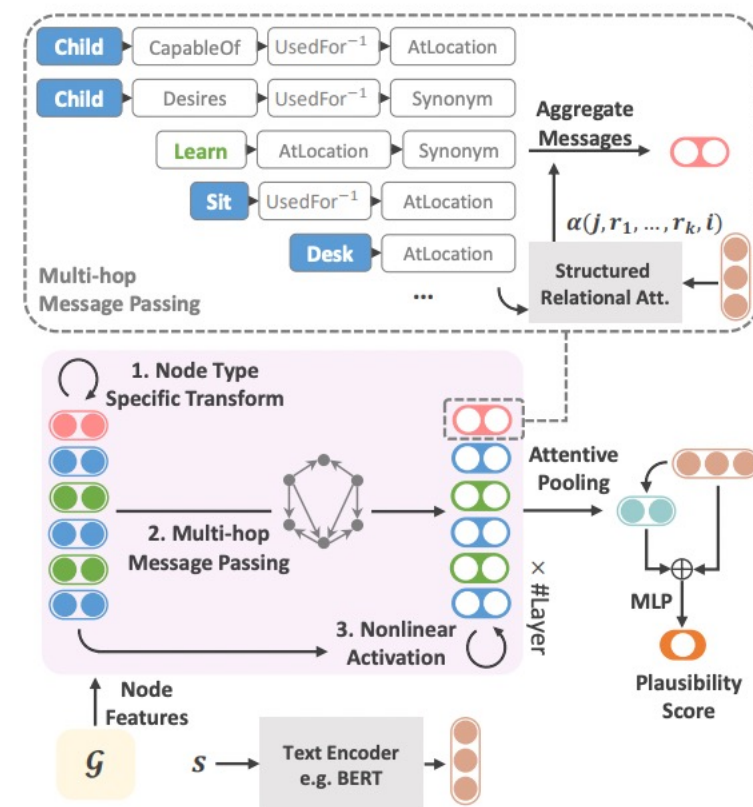 Child CapableOf UsedFor⁻¹ AtLocation
Child Desires UsedFor⁻¹ Synonym
Learn AtLocation Synonym
Sit UsedFor⁻¹ AtLocation
Desk AtLocation
...
Aggregate
Messages
α(j, r₁, ..., rₖ, i)
Structured
Relational Att.
Multi-hop
Message Passing
1. Node Type
Specific Transform
2. Multi-hop
Message Passing
3. Nonlinear
Activation
× #Layer
Attentive
Pooling
MLP
Plausibility
Score
Node
Features
𝒢
s
Text Encoder
e.g. BERT